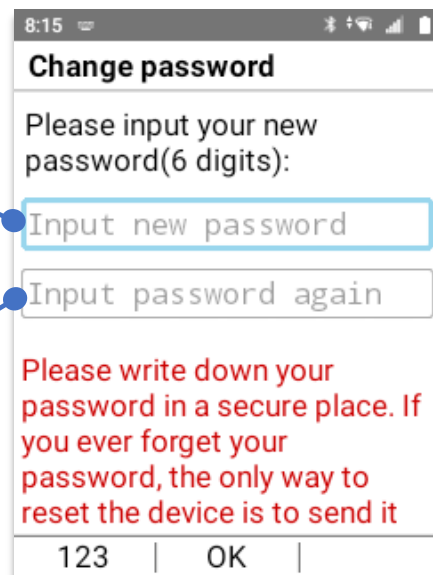 8:15
Change password
Please input your new
password(6 digits):
Input new password
Input password again
Please write down your
password in a secure place. If
you ever forget your
password, the only way to
reset the device is to send it
123 | OK |